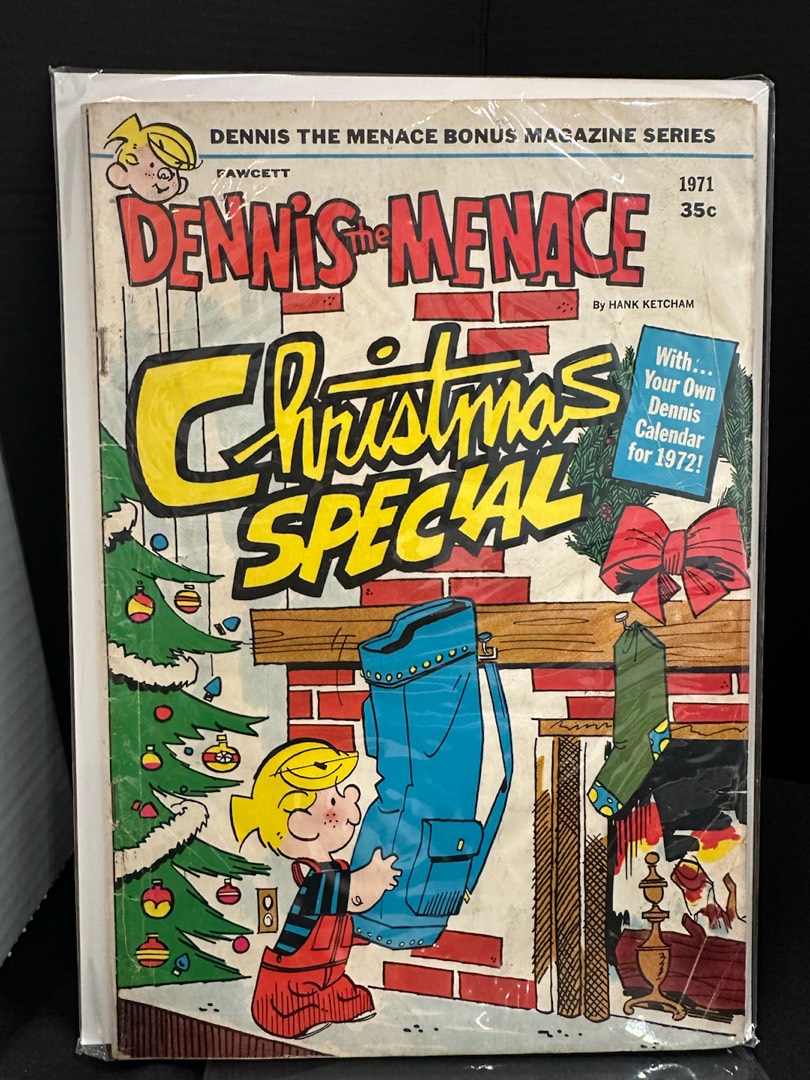 DENNIS THE MENACE BONUS MAGAZINE SERIES
FAWCETT
1971
35c
DENNIS the MENACE
By HANK KETCHAM
Christmas
SPECIAL
With...
Your Own
Dennis
Calendar
for 1972!